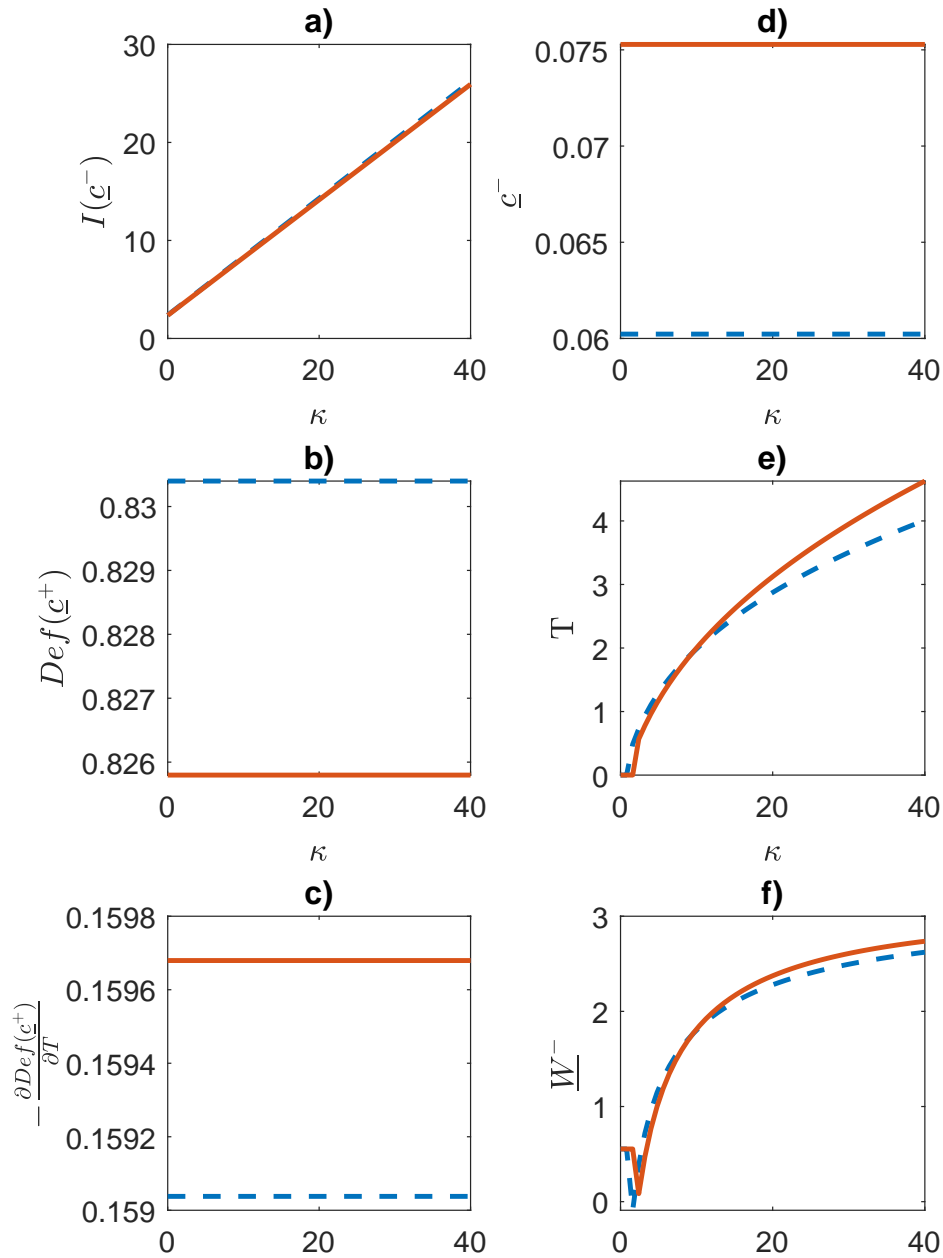 a)
30
20
10
0
0 20 40
I(c̲⁻)
κ
d)
0.075
0.07
0.065
0.06
0 20 40
c̲⁻
κ
b)
0.83
0.829
0.828
0.827
0.826
0 20 40
Def(c̲⁺)
κ
e)
4
3
2
1
0
0 20 40
T
κ
c)
0.1598
0.1596
0.1594
0.1592
0.159
0 20 40
−∂Def(c̲⁺)/∂T
f)
3
2
1
0
0 20 40
W̲⁻